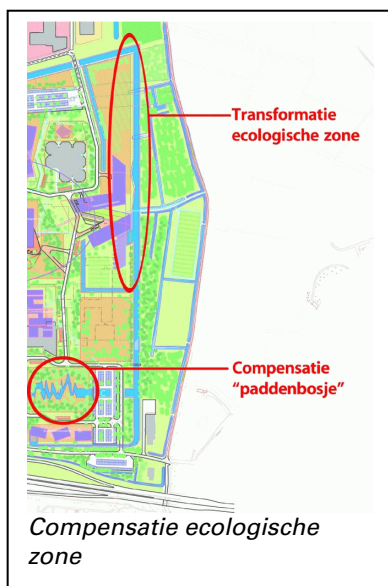 Transformatie
ecologische zone
Compensatie
“paddenbosje”
Compensatie ecologische
zone